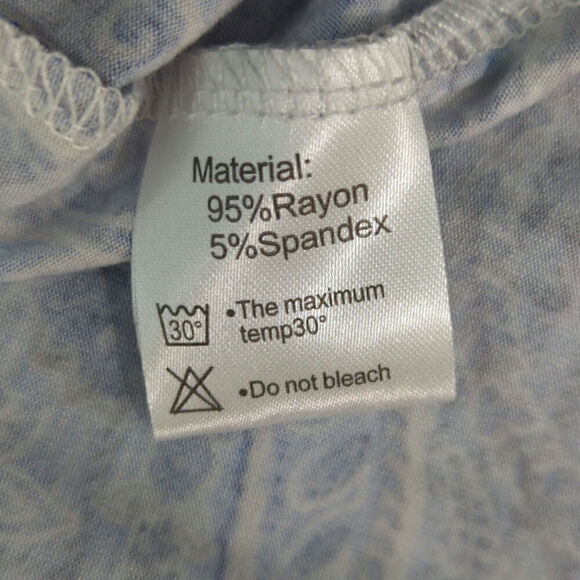 Material:
95%Rayon
5%Spandex
30°
•The maximum
temp30°
•Do not bleach